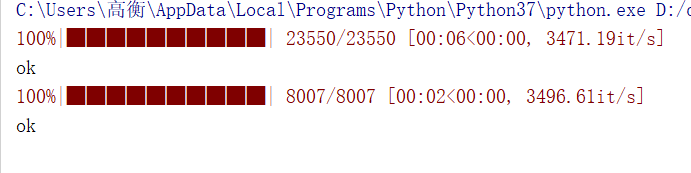 C:\Users\高衡\AppData\Local\Programs\Python\Python37\python.exe D:/
100%|██████████| 23550/23550 [00:06<00:00, 3471.19it/s]
ok
100%|██████████| 8007/8007 [00:02<00:00, 3496.61it/s]
ok